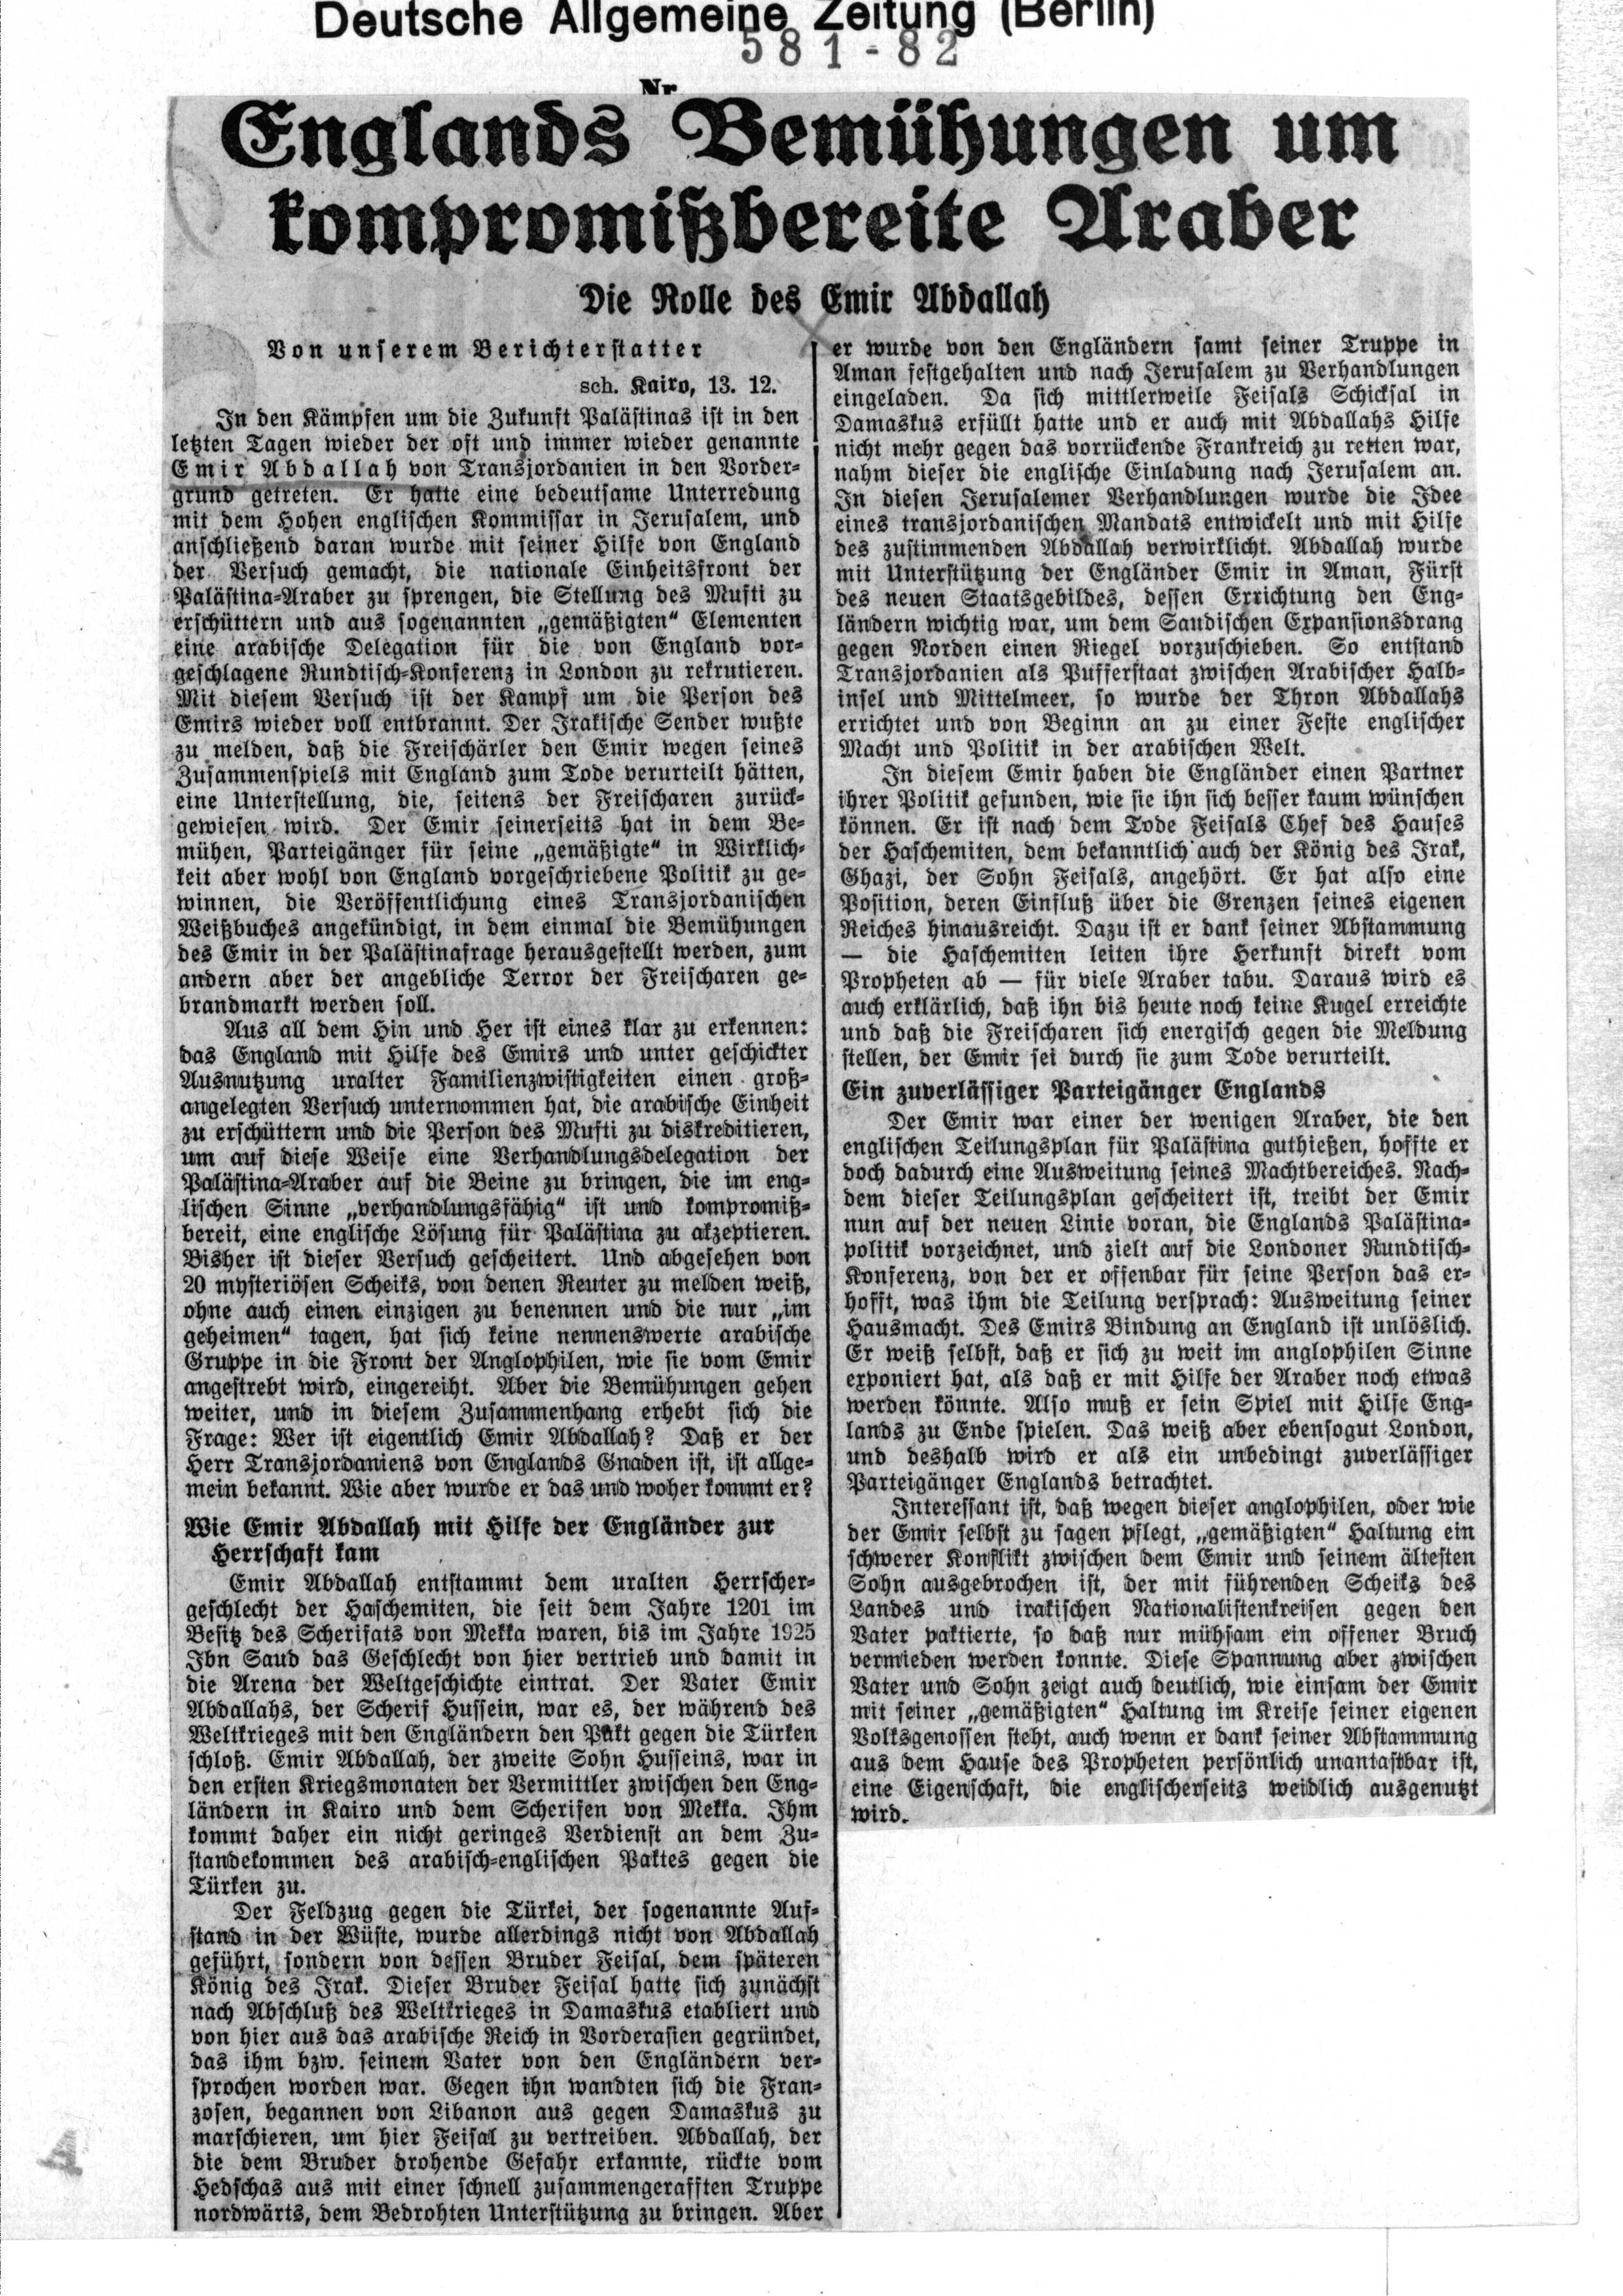 Deutsche Allgemeine Zeitung (Berlin)
581-82
Nr
Englands Bemühungen um
kompromißbereite Araber
Die Rolle des Emir Abdallah
Von unserem Berichterstatter
sch. Kairo, 13. 12.
In den Kämpfen um die Zukunft Palästinas ist in den
letzten Tagen wieder der oft und immer wieder genannte
Emir Abdallah von Transjordanien in den Vorder-
grund getreten. Er hatte eine bedeutsame Unterredung
mit dem Hohen englischen Kommissar in Jerusalem, und
anschließend daran wurde mit seiner Hilfe von England
der Versuch gemacht, die nationale Einheitsfront der
Palästina-Araber zu sprengen, die Stellung des Mufti zu
erschüttern und aus sogenannten „gemäßigten“ Elementen
eine arabische Delegation für die von England vor-
geschlagene Rundtisch-Konferenz in London zu rekrutieren.
Mit diesem Versuch ist der Kampf um die Person des
Emirs wieder voll entbrannt. Der Irakische Sender wußte
zu melden, daß die Freischärler den Emir wegen seines
Zusammenspiels mit England zum Tode verurteilt hätten,
eine Unterstellung, die, seitens der Freischaren zurück-
gewiesen wird. Der Emir seinerseits hat in dem Be-
mühen, Parteigänger für seine „gemäßigte“ in Wirklich-
keit aber wohl von England vorgeschriebene Politik zu ge-
winnen, die Veröffentlichung eines Transjordanischen
Weißbuches angekündigt, in dem einmal die Bemühungen
des Emir in der Palästinafrage herausgestellt werden, zum
andern aber der angebliche Terror der Freischaren ge-
brandmarkt werden soll.
Aus all dem Hin und Her ist eines klar zu erkennen:
das England mit Hilfe des Emirs und unter geschickter
Ausnutzung uralter Familienzwistigkeiten einen groß-
angelegten Versuch unternommen hat, die arabische Einheit
zu erschüttern und die Person des Mufti zu diskreditieren,
um auf diese Weise eine Verhandlungsdelegation der
Palästina-Araber auf die Beine zu bringen, die im eng-
lischen Sinne „verhandlungsfähig“ ist und kompromiß-
bereit, eine englische Lösung für Palästina zu akzeptieren.
Bisher ist dieser Versuch gescheitert. Und abgesehen von
20 mysteriösen Scheiks, von denen Reuter zu melden weiß,
ohne auch einen einzigen zu benennen und die nur „im
geheimen“ tagen, hat sich keine nennenswerte arabische
Gruppe in die Front der Anglophilen, wie sie vom Emir
angestrebt wird, eingereiht. Aber die Bemühungen gehen
weiter, und in diesem Zusammenhang erhebt sich die
Frage: Wer ist eigentlich Emir Abdallah? Daß er der
Herr Transjordaniens von Englands Gnaden ist, ist allge-
mein bekannt. Wie aber wurde er das und woher kommt er?
Wie Emir Abdallah mit Hilfe der Engländer zur
Herrschaft kam
Emir Abdallah entstammt dem uralten Herrscher-
geschlecht der Haschemiten, die seit dem Jahre 1201 im
Besitz des Scherifats von Mekka waren, bis im Jahre 1925
Ibn Saud das Geschlecht von hier vertrieb und damit in
die Arena der Weltgeschichte eintrat. Der Vater Emir
Abdallahs, der Scherif Hussein, war es, der während des
Weltkrieges mit den Engländern den Pakt gegen die Türken
schloß. Emir Abdallah, der zweite Sohn Husseins, war in
den ersten Kriegsmonaten der Vermittler zwischen den Eng-
ländern in Kairo und dem Scherifen von Mekka. Ihm
kommt daher ein nicht geringes Verdienst an dem Zu-
standekommen des arabisch-englischen Paktes gegen die
Türken zu.
Der Feldzug gegen die Türkei, der sogenannte Auf-
stand in der Wüste, wurde allerdings nicht von Abdallah
geführt, sondern von dessen Bruder Feisal, dem späteren
König des Irak. Dieser Bruder Feisal hatte sich zunächst
nach Abschluß des Weltkrieges in Damaskus etabliert und
von hier aus das arabische Reich in Vorderasien gegründet,
das ihm bzw. seinem Vater von den Engländern ver-
sprochen worden war. Gegen ihn wandten sich die Fran-
zosen, begannen von Libanon aus gegen Damaskus zu
marschieren, um hier Feisal zu vertreiben. Abdallah, der
die dem Bruder drohende Gefahr erkannte, rückte vom
Hedschas aus mit einer schnell zusammengerafften Truppe
nordwärts, dem Bedrohten Unterstützung zu bringen. Aber
er wurde von den Engländern samt seiner Truppe in
Aman festgehalten und nach Jerusalem zu Verhandlungen
eingeladen. Da sich mittlerweile Feisals Schicksal in
Damaskus erfüllt hatte und er auch mit Abdallahs Hilfe
nicht mehr gegen das vorrückende Frankreich zu retten war,
nahm dieser die englische Einladung nach Jerusalem an.
In diesen Jerusalemer Verhandlungen wurde die Idee
eines transjordanischen Mandats entwickelt und mit Hilfe
des zustimmenden Abdallah verwirklicht. Abdallah wurde
mit Unterstützung der Engländer Emir in Aman, Fürst
des neuen Staatsgebildes, dessen Errichtung den Eng-
ländern wichtig war, um dem Saudischen Expansionsdrang
gegen Norden einen Riegel vorzuschieben. So entstand
Transjordanien als Pufferstaat zwischen Arabischer Halb-
insel und Mittelmeer, so wurde der Thron Abdallahs
errichtet und von Beginn an zu einer Feste englischer
Macht und Politik in der arabischen Welt.
In diesem Emir haben die Engländer einen Partner
ihrer Politik gefunden, wie sie ihn sich besser kaum wünschen
können. Er ist nach dem Tode Feisals Chef des Hauses
der Haschemiten, dem bekanntlich auch der König des Irak,
Ghazi, der Sohn Feisals, angehört. Er hat also eine
Position, deren Einfluß über die Grenzen seines eigenen
Reiches hinausreicht. Dazu ist er dank seiner Abstammung
— die Haschemiten leiten ihre Herkunft direkt vom
Propheten ab — für viele Araber tabu. Daraus wird es
auch erklärlich, daß ihn bis heute noch keine Kugel erreichte
und daß die Freischaren sich energisch gegen die Meldung
stellen, der Emir sei durch sie zum Tode verurteilt.
Ein zuverlässiger Parteigänger Englands
Der Emir war einer der wenigen Araber, die den
englischen Teilungsplan für Palästina guthießen, hoffte er
doch dadurch eine Ausweitung seines Machtbereiches. Nach-
dem dieser Teilungsplan gescheitert ist, treibt der Emir
nun auf der neuen Linie voran, die Englands Palästina-
politik vorzeichnet, und zielt auf die Londoner Rundtisch-
Konferenz, von der er offenbar für seine Person das er-
hofft, was ihm die Teilung versprach: Ausweitung seiner
Hausmacht. Des Emirs Bindung an England ist unlöslich.
Er weiß selbst, daß er sich zu weit im anglophilen Sinne
exponiert hat, als daß er mit Hilfe der Araber noch etwas
werden könnte. Also muß er sein Spiel mit Hilfe Eng-
lands zu Ende spielen. Das weiß aber ebensogut London,
und deshalb wird er als ein unbedingt zuverlässiger
Parteigänger Englands betrachtet.
Interessant ist, daß wegen dieser anglophilen, oder wie
der Emir selbst zu sagen pflegt, „gemäßigten“ Haltung ein
schwerer Konflikt zwischen dem Emir und seinem ältesten
Sohn ausgebrochen ist, der mit führenden Scheiks des
Landes und irakischen Nationalistenkreisen gegen den
Vater paktierte, so daß nur mühsam ein offener Bruch
vermieden werden konnte. Diese Spannung aber zwischen
Vater und Sohn zeigt auch deutlich, wie einsam der Emir
mit seiner „gemäßigten“ Haltung im Kreise seiner eigenen
Volksgenossen steht, auch wenn er dank seiner Abstammung
aus dem Hause des Propheten persönlich unantastbar ist,
eine Eigenschaft, die englischerseits weidlich ausgenutzt
wird.